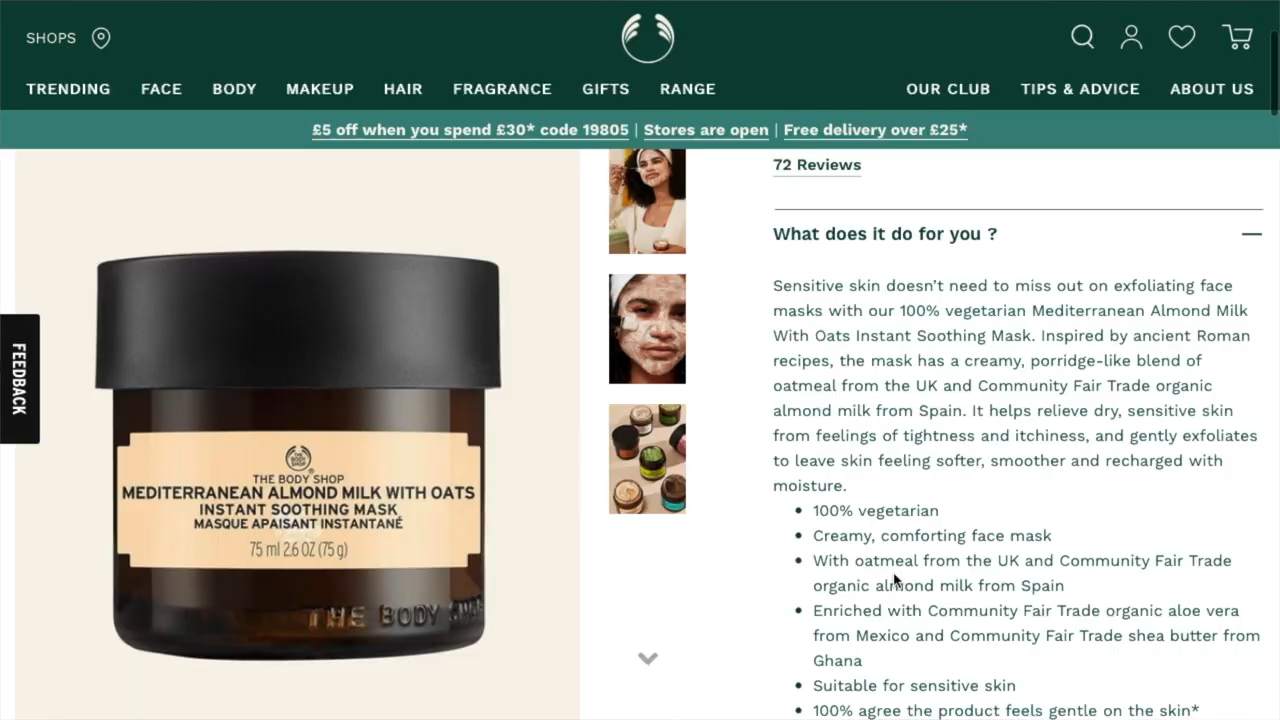 SHOPS
TRENDING FACE BODY MAKEUP HAIR FRAGRANCE GIFTS RANGE OUR CLUB TIPS & ADVICE ABOUT US
£5 off when you spend £30* code 19805 | Stores are open | Free delivery over £25*
72 Reviews
What does it do for you ?
Sensitive skin doesn’t need to miss out on exfoliating face
masks with our 100% vegetarian Mediterranean Almond Milk
With Oats Instant Soothing Mask. Inspired by ancient Roman
recipes, the mask has a creamy, porridge-like blend of
oatmeal from the UK and Community Fair Trade organic
almond milk from Spain. It helps relieve dry, sensitive skin
from feelings of tightness and itchiness, and gently exfoliates
to leave skin feeling softer, smoother and recharged with
moisture.
• 100% vegetarian
• Creamy, comforting face mask
• With oatmeal from the UK and Community Fair Trade
organic almond milk from Spain
• Enriched with Community Fair Trade organic aloe vera
from Mexico and Community Fair Trade shea butter from
Ghana
• Suitable for sensitive skin
• 100% agree the product feels gentle on the skin*
FEEDBACK
THE BODY SHOP
THE BODY SHOP
MEDITERRANEAN ALMOND MILK WITH OATS
INSTANT SOOTHING MASK
MASQUE APAISANT INSTANTANÉ
75 ml 2.6 OZ (75 g)
THE BODY